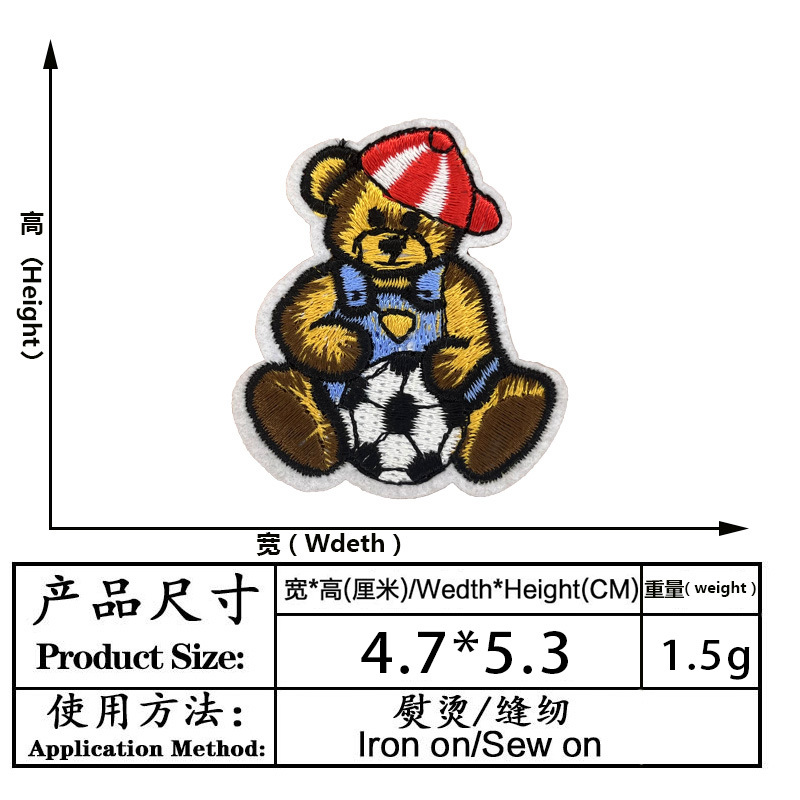 高（Height）
宽（Wdeth）
产品尺寸
Product Size:
宽*高(厘米)/Wedth*Height(CM)
重量( weight )
4.7*5.3
1.5g
使用方法：
Application Method:
熨烫/缝纫
Iron on/Sew on